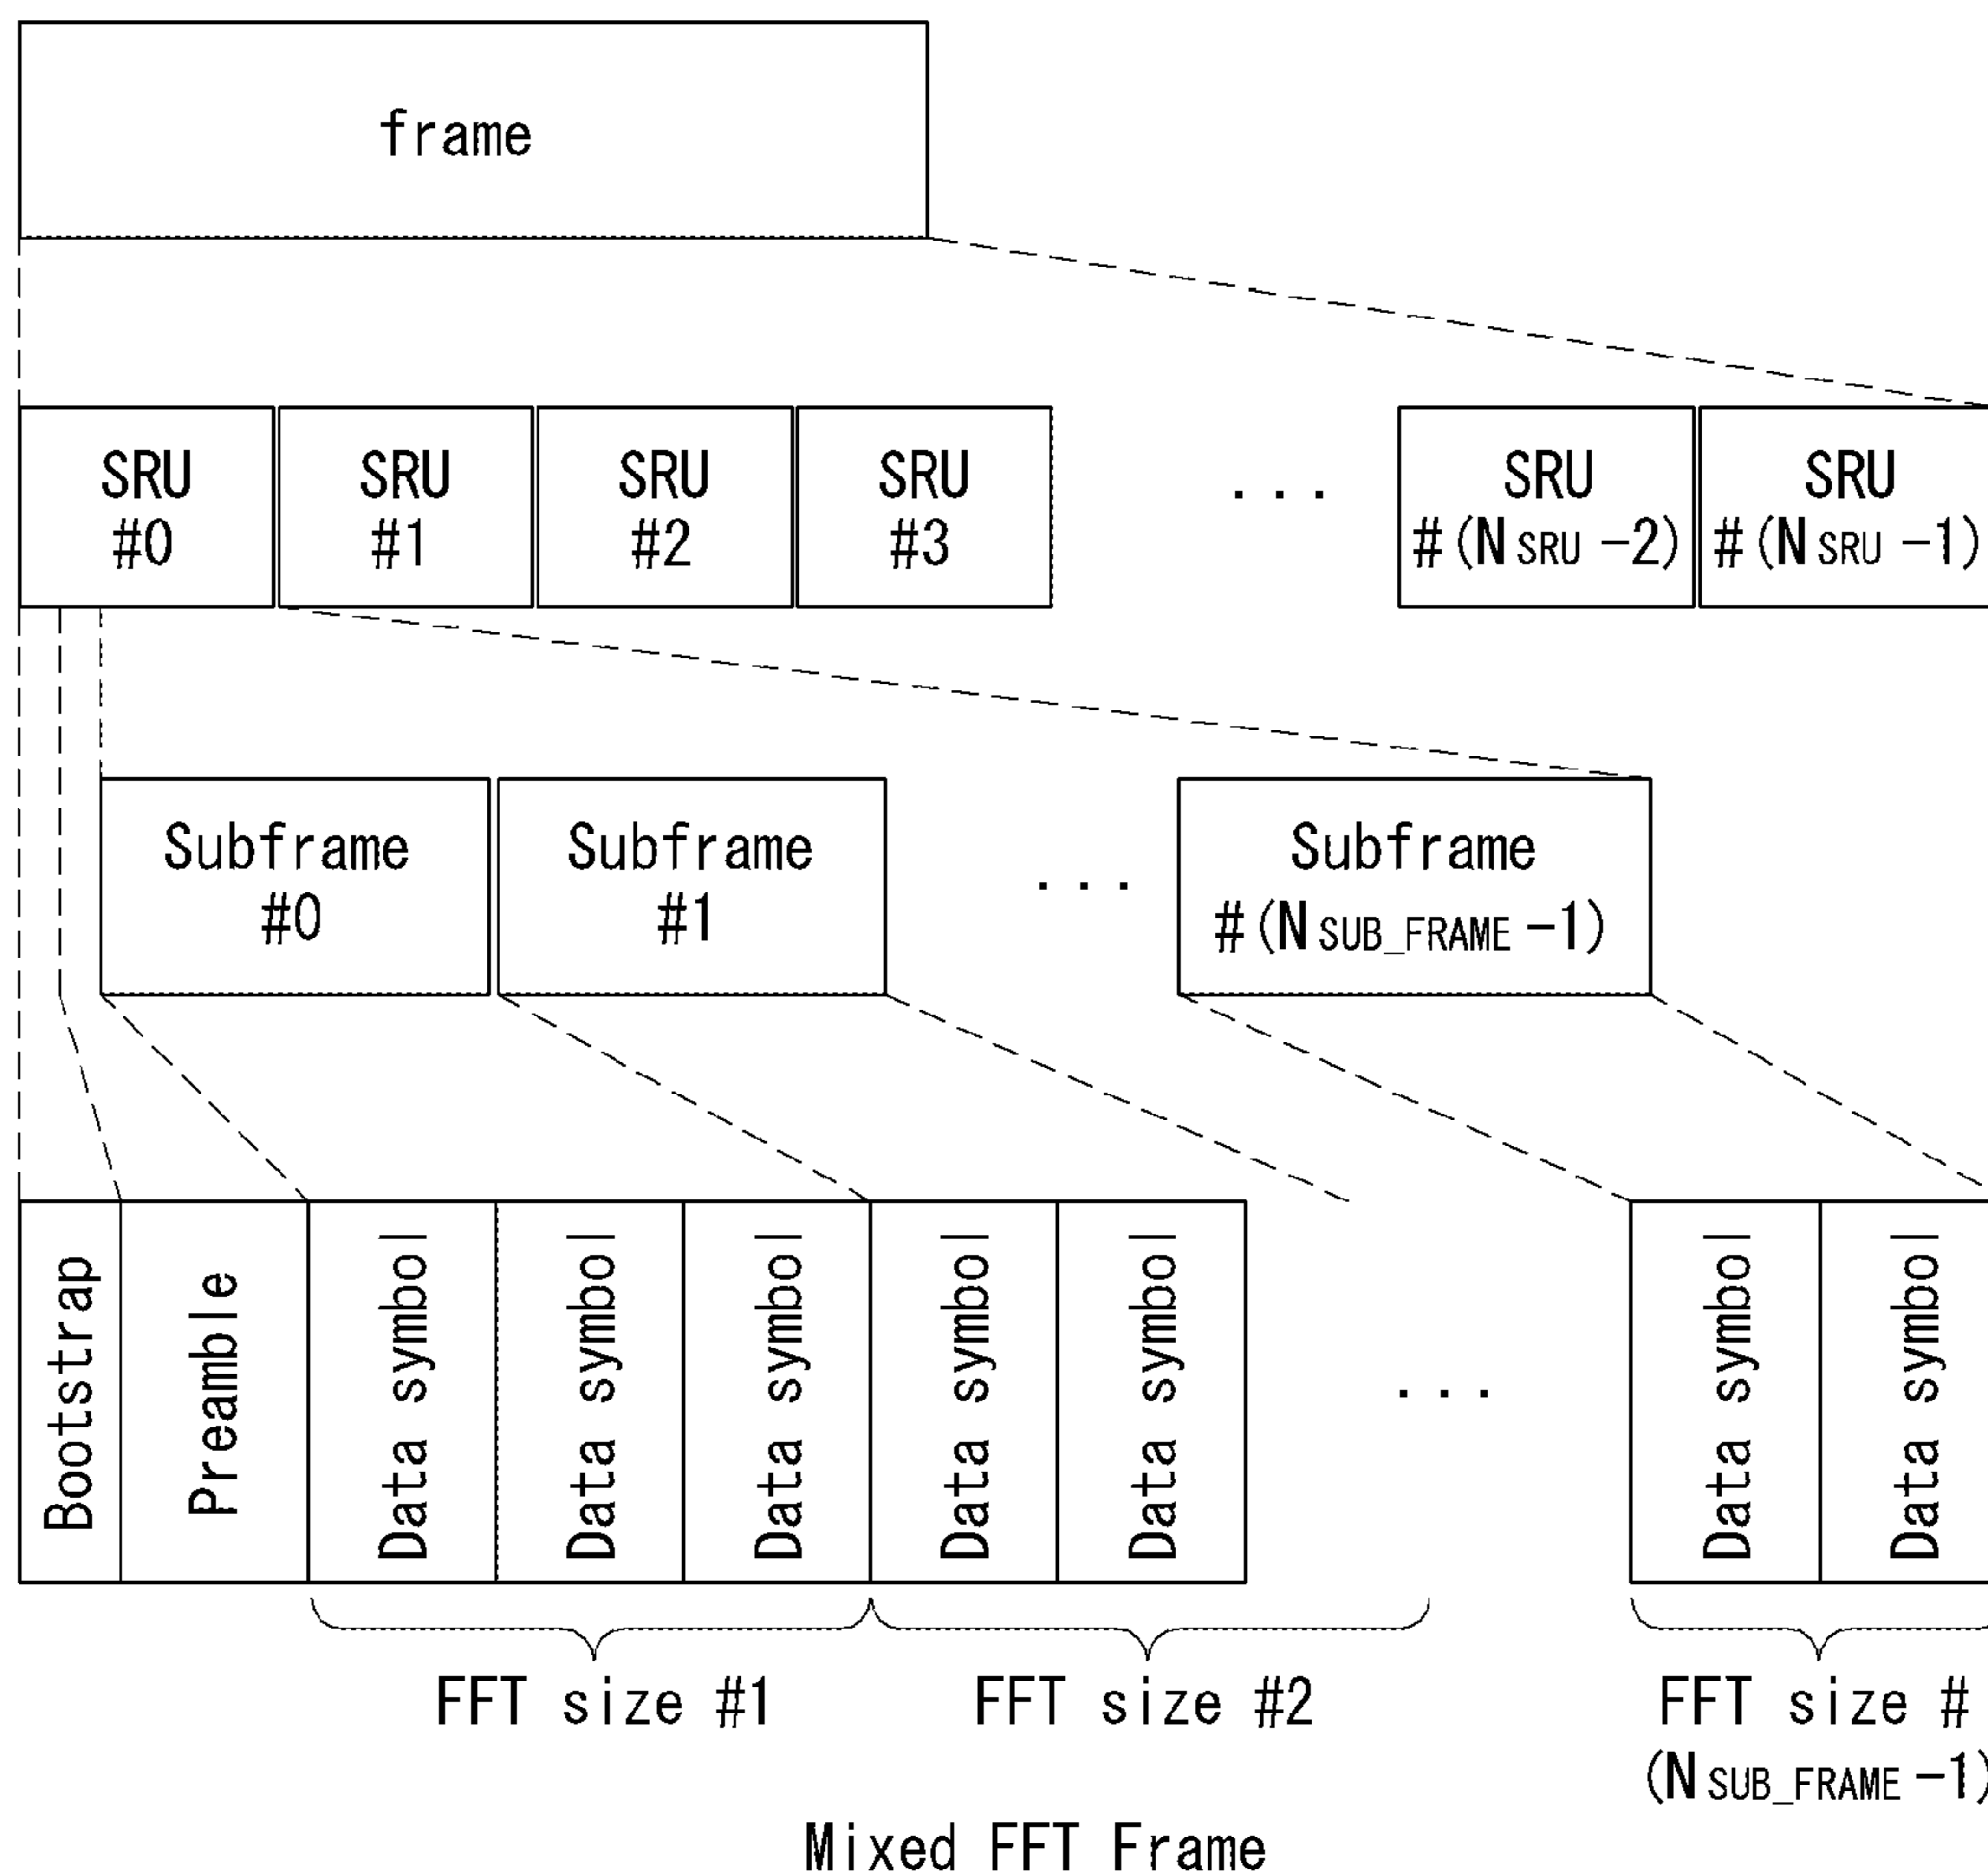 frame
SRU
#0
SRU
#1
SRU
#2
SRU
#3
...
SRU
#(NSRU -2)
SRU
#(NSRU -1)
Subframe
#0
Subframe
#1
...
Subframe
#(NSUB_FRAME -1)
Bootstrap
Preamble
Data symbol
Data symbol
Data symbol
Data symbol
Data symbol
...
Data symbol
Data symbol
FFT size #1
FFT size #2
FFT size #
(NSUB_FRAME -1)
Mixed FFT Frame